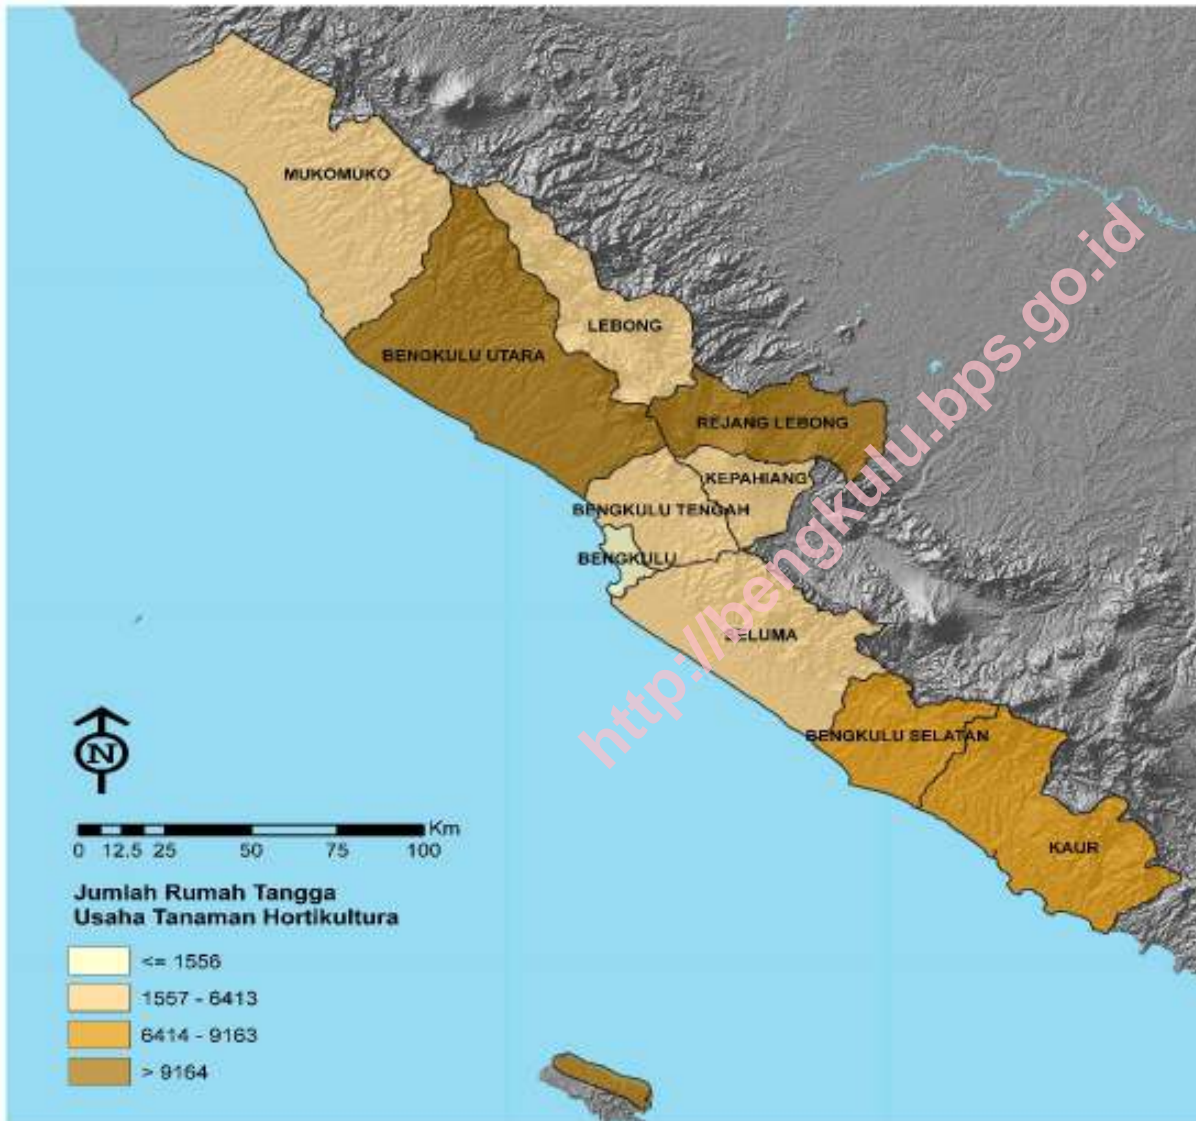 MUKOMUKO
LEBONG
BENGKULU UTARA
REJANG LEBONG
KEPAHIANG
BENGKULU TENGAH
BENGKULU
SELUMA
BENGKULU SELATAN
KAUR
http://bengkulu.bps.go.id
N
Km
0 12.5 25 50 75 100
Jumlah Rumah Tangga
Usaha Tanaman Hortikultura
<= 1556
1557 - 6413
6414 - 9163
> 9164